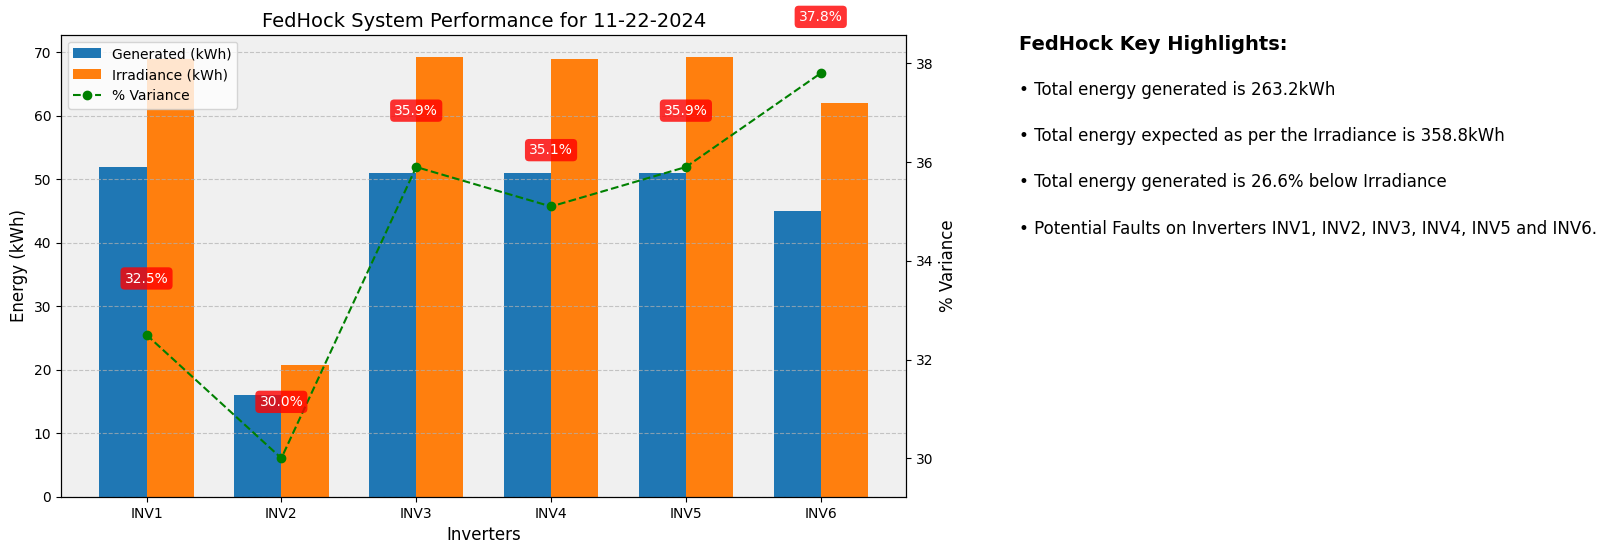 FedHock System Performance for 11-22-2024
37.8%
FedHock Key Highlights:
• Total energy generated is 263.2kWh
• Total energy expected as per the Irradiance is 358.8kWh
• Total energy generated is 26.6% below Irradiance
• Potential Faults on Inverters INV1, INV2, INV3, INV4, INV5 and INV6.
Generated (kWh)
Irradiance (kWh)
% Variance
Energy (kWh)
70
60
50
40
30
20
10
0
32.5%
30.0%
35.9%
35.1%
35.9%
38
36
34
32
30
% Variance
INV1 INV2 INV3 INV4 INV5 INV6
Inverters